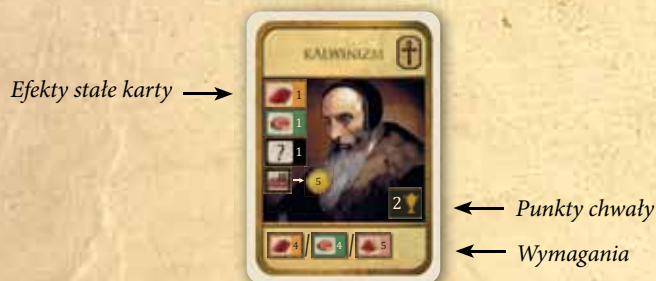 KALWINIZM
Efekty stałe karty
1
1
? 1
5
2
Punkty chwały
4 / 4 / 5
Wymagania